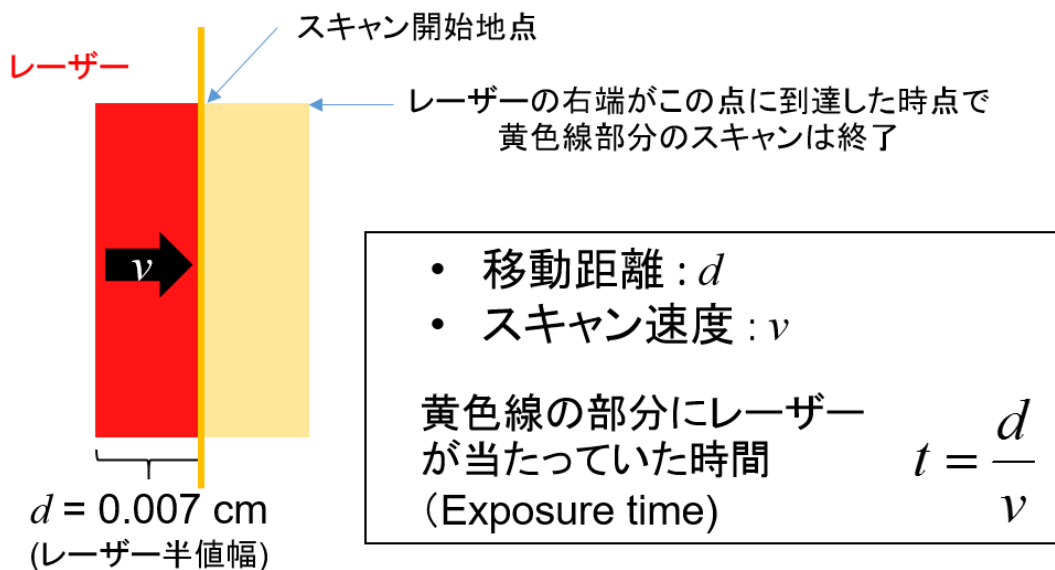 スキャン開始地点
レーザー
レーザーの右端がこの点に到達した時点で
黄色線部分のスキャンは終了
v
• 移動距離 : d
• スキャン速度 : v
黄色線の部分にレーザー
が当たっていた時間
（Exposure time)
t = d/v
d = 0.007 cm
(レーザー半値幅)